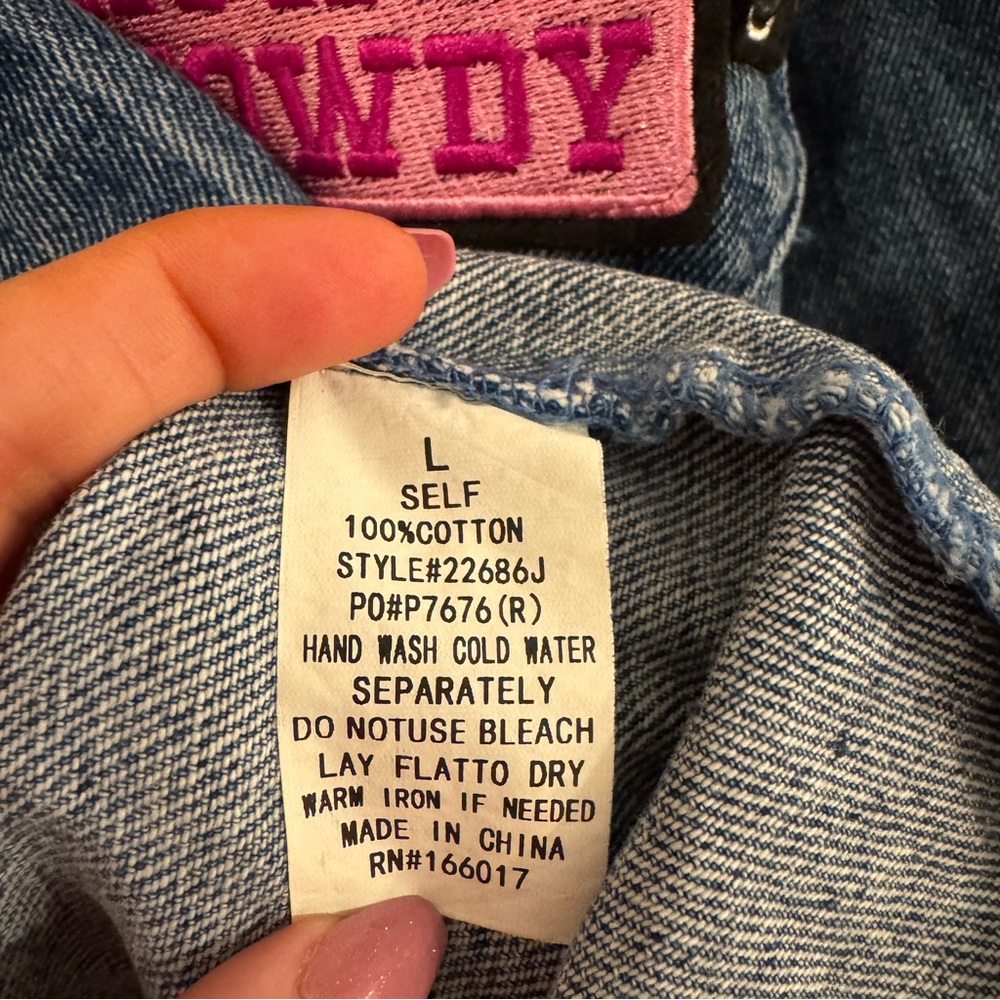 OWDY
L
SELF
100%COTTON
STYLE#22686J
PO#P7676(R)
HAND WASH COLD WATER
SEPARATELY
DO NOTUSE BLEACH
LAY FLATTO DRY
WARM IRON IF NEEDED
MADE IN CHINA
RN#166017